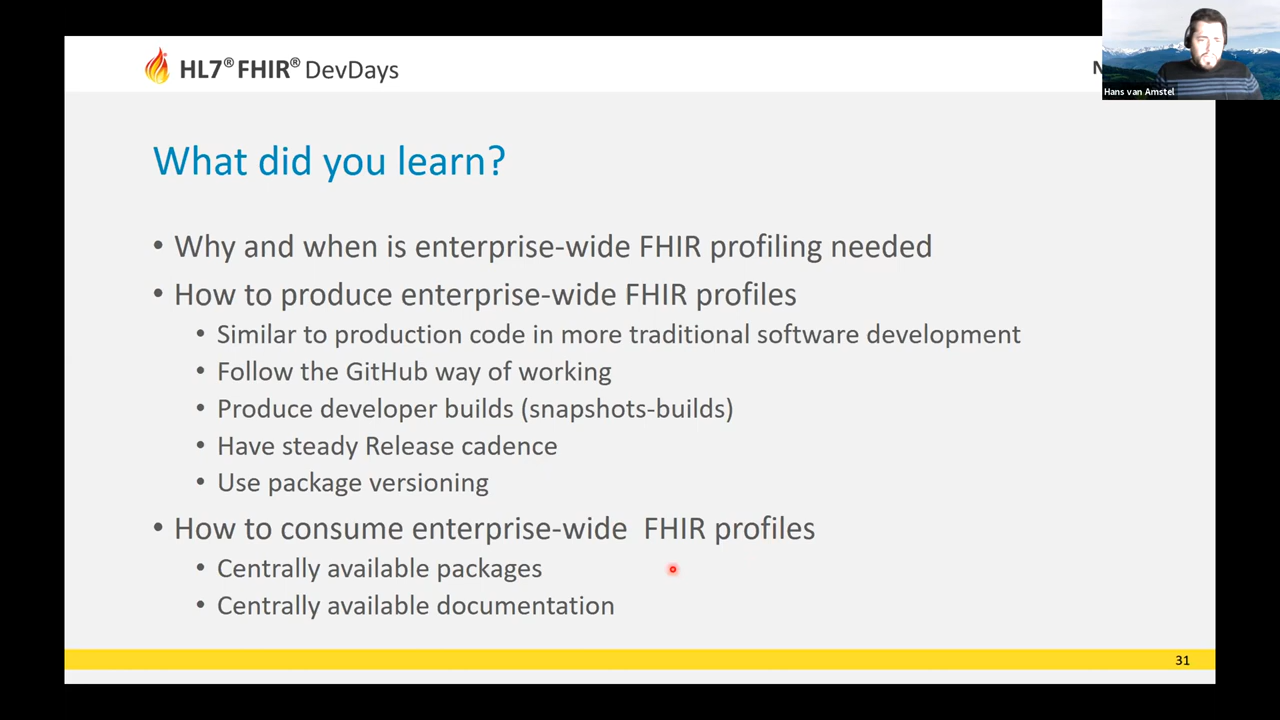 HL7® FHIR® DevDays
N
Hans van Amstel
What did you learn?
• Why and when is enterprise-wide FHIR profiling needed
• How to produce enterprise-wide FHIR profiles
• Similar to production code in more traditional software development
• Follow the GitHub way of working
• Produce developer builds (snapshots-builds)
• Have steady Release cadence
• Use package versioning
• How to consume enterprise-wide  FHIR profiles
• Centrally available packages
• Centrally available documentation
31